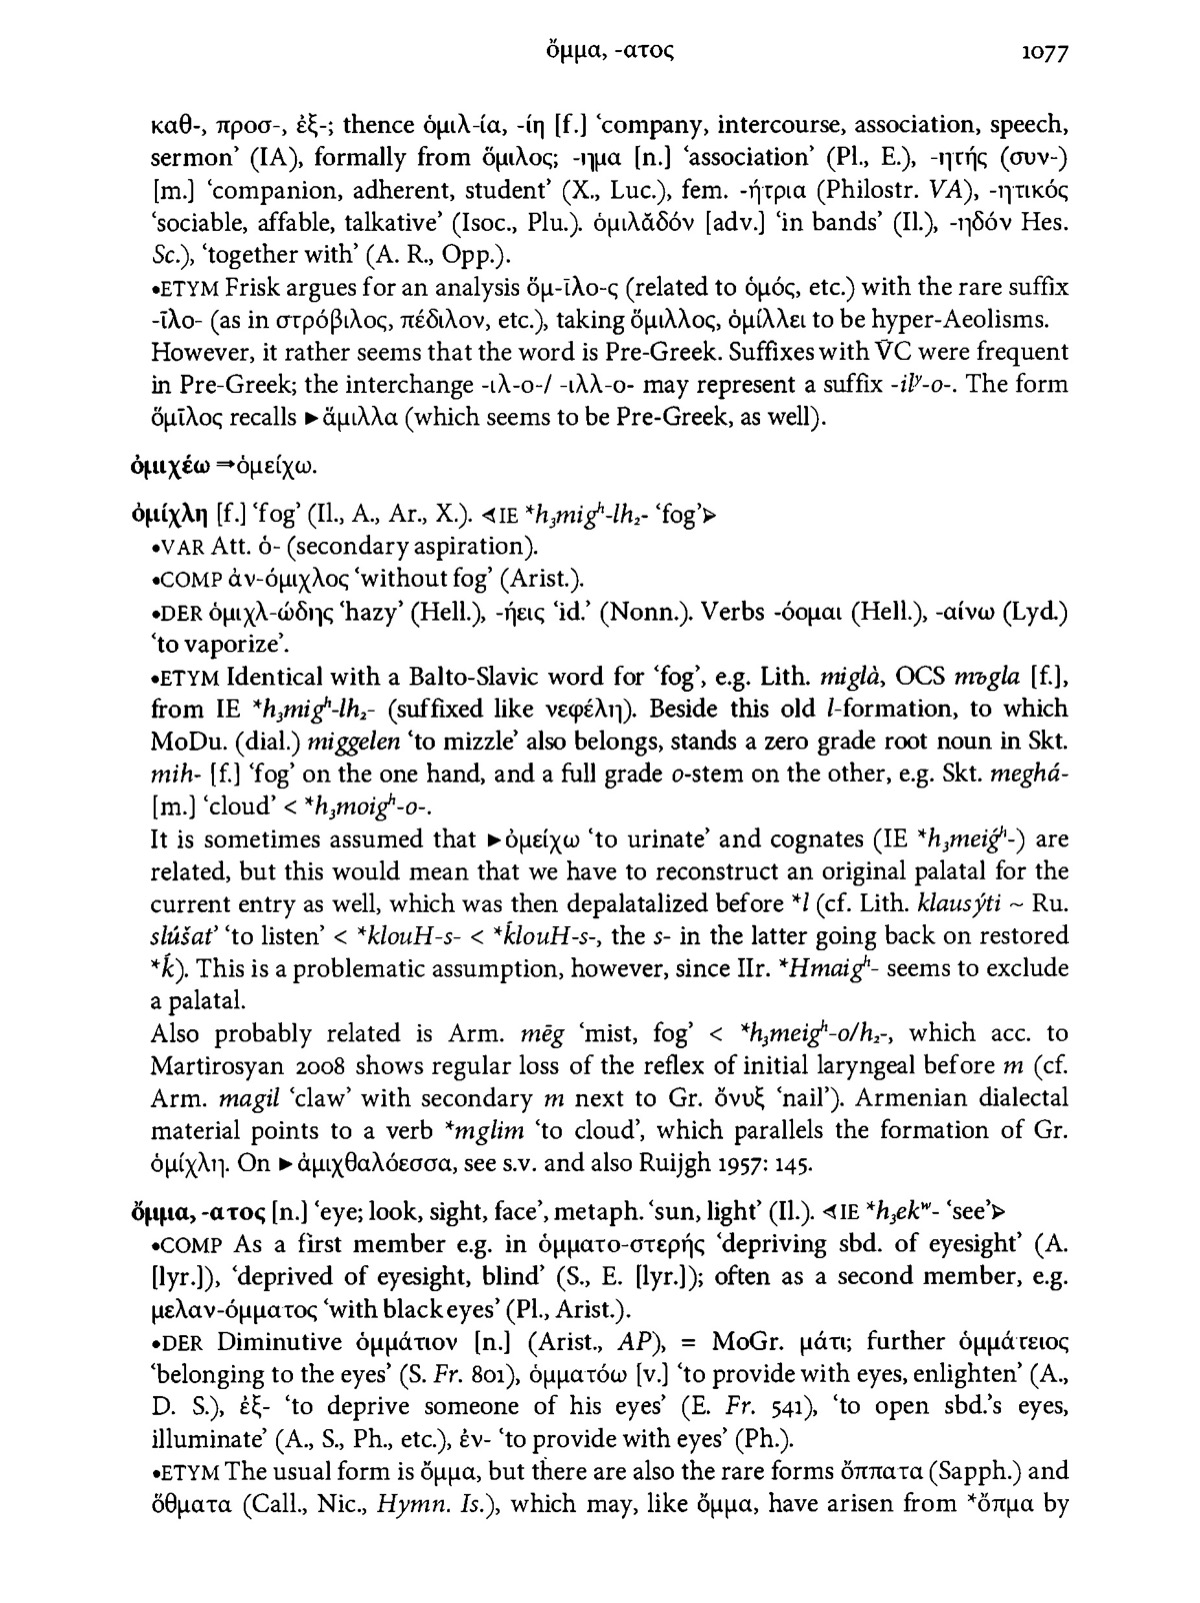 ὄμμα, -ατος 1077
καθ-, προσ-, ἐξ-; thence ὁμιλ-ία, -ίη [f.] ‘company, intercourse, association, speech,
sermon’ (IA), formally from ὅμιλος; -ημα [n.] ‘association’ (Pl., E.), -ητής (συν-)
[m.] ‘companion, adherent, student’ (X., Luc.), fem. -ήτρια (Philostr. VA), -ητικός
‘sociable, affable, talkative’ (Isoc., Plu.). ὁμιλᾰδόν [adv.] ‘in bands’ (Il.), -ηδόν Hes.
Sc.), ‘together with’ (A. R., Opp.).
•ETYM Frisk argues for an analysis ὅμ-ῑλο-ς (related to ὁμός, etc.) with the rare suffix
-ῑλο- (as in στρόβιλος, πέδιλον, etc.), taking ὅμιλλος, ὁμίλλει to be hyper-Aeolisms.
However, it rather seems that the word is Pre-Greek. Suffixes with V̄C were frequent
in Pre-Greek; the interchange -ιλ-ο-/ -ιλλ-ο- may represent a suffix -ilʸ-o-. The form
ὅμῑλος recalls ►ἅμιλλα (which seems to be Pre-Greek, as well).
ὀμιχέω ⇒ὀμείχω.
ὀμίχλη [f.] ‘fog’ (Il., A., Ar., X.). ⋖IE *h₃migʰ-lh₂- ‘fog’⋗
•VAR Att. ὁ- (secondary aspiration).
•COMP ἀν-όμιχλος ‘without fog’ (Arist.).
•DER ὀμιχλ-ώδης ‘hazy’ (Hell.), -ήεις ‘id.’ (Nonn.). Verbs -όομαι (Hell.), -αίνω (Lyd.)
‘to vaporize’.
•ETYM Identical with a Balto-Slavic word for ‘fog’, e.g. Lith. miglà, OCS mъgla [f.],
from IE *h₃migʰ-lh₂- (suffixed like νεφέλη). Beside this old l-formation, to which
MoDu. (dial.) miggelen ‘to mizzle’ also belongs, stands a zero grade root noun in Skt.
mih- [f.] ‘fog’ on the one hand, and a full grade o-stem on the other, e.g. Skt. meghá-
[m.] ‘cloud’ < *h₃moigʰ-o-.
It is sometimes assumed that ►ὀμείχω ‘to urinate’ and cognates (IE *h₃meiǵʰ-) are
related, but this would mean that we have to reconstruct an original palatal for the
current entry as well, which was then depalatalized before *l (cf. Lith. klausýti ~ Ru.
slúšat’ ‘to listen’ < *klouH-s- < *ḱlouH-s-, the s- in the latter going back on restored
*ḱ). This is a problematic assumption, however, since IIr. *Hmaigʰ- seems to exclude
a palatal.
Also probably related is Arm. mēg ‘mist, fog’ < *h₃meigʰ-o/h₂-, which acc. to
Martirosyan 2008 shows regular loss of the reflex of initial laryngeal before m (cf.
Arm. magil ‘claw’ with secondary m next to Gr. ὄνυξ ‘nail’). Armenian dialectal
material points to a verb *mglim ‘to cloud’, which parallels the formation of Gr.
ὀμίχλη. On ►ἀμιχθαλόεσσα, see s.v. and also Ruijgh 1957: 145.
ὄμμα, -ατος [n.] ‘eye; look, sight, face’, metaph. ‘sun, light’ (Il.). ⋖IE *h₃ekʷ- ‘see’⋗
•COMP As a first member e.g. in ὀμματο-στερής ‘depriving sbd. of eyesight’ (A.
[lyr.]), ‘deprived of eyesight, blind’ (S., E. [lyr.]); often as a second member, e.g.
μελαν-όμματος ‘with black eyes’ (Pl., Arist.).
•DER Diminutive ὀμμάτιον [n.] (Arist., AP), = MoGr. μάτι; further ὀμμάτειος
‘belonging to the eyes’ (S. Fr. 801), ὀμματόω [v.] ‘to provide with eyes, enlighten’ (A.,
D. S.), ἐξ- ‘to deprive someone of his eyes’ (E. Fr. 541), ‘to open sbd.’s eyes,
illuminate’ (A., S., Ph., etc.), ἐν- ‘to provide with eyes’ (Ph.).
•ETYM The usual form is ὄμμα, but there are also the rare forms ὄππατα (Sapph.) and
ὄθματα (Call., Nic., Hymn. Is.), which may, like ὄμμα, have arisen from *ὄπμα by